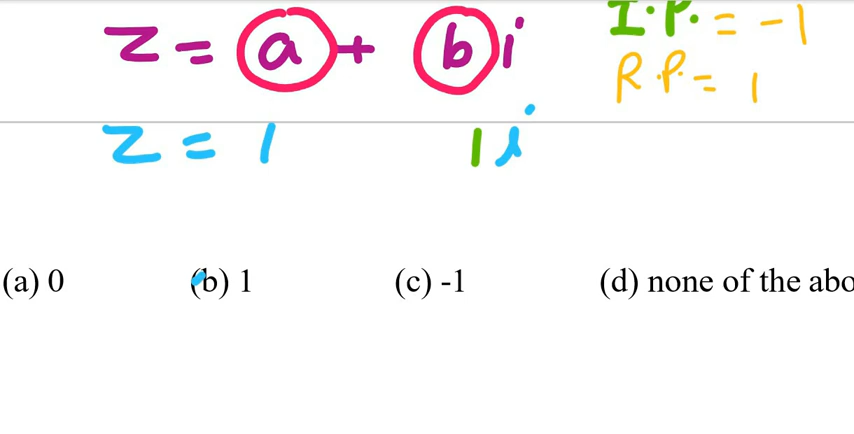 z = a + bi
I.P. = -1
R.P. = 1
z = 1 1i
(a) 0 (b) 1 (c) -1 (d) none of the abo